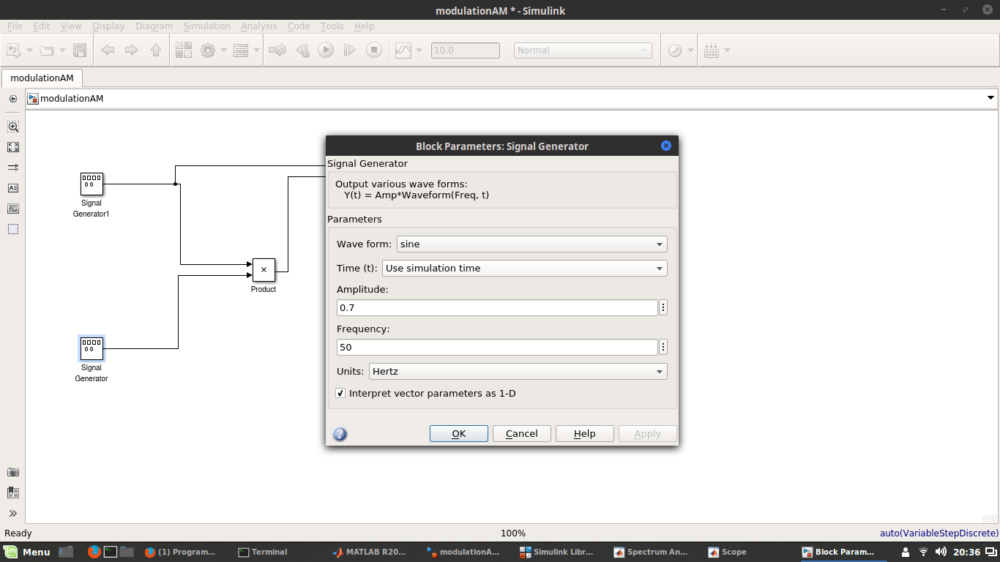 modulationAM * - Simulink
File Edit View Display Diagram Simulation Analysis Code Tools Help
10.0 Normal
modulationAM
modulationAM
Signal
Generator1
×
Product
Signal
Generator
Block Parameters: Signal Generator
Signal Generator
Output various wave forms:
Y(t) = Amp*Waveform(Freq, t)
Parameters
Wave form: sine
Time (t): Use simulation time
Amplitude:
0.7
Frequency:
50
Units: Hertz
Interpret vector parameters as 1-D
OK Cancel Help Apply
Ready 100% auto(VariableStepDiscrete)
Menu (1) Program... Terminal MATLAB R20... modulationA... Simulink Libr... Spectrum An... Scope Block Param... 20:36